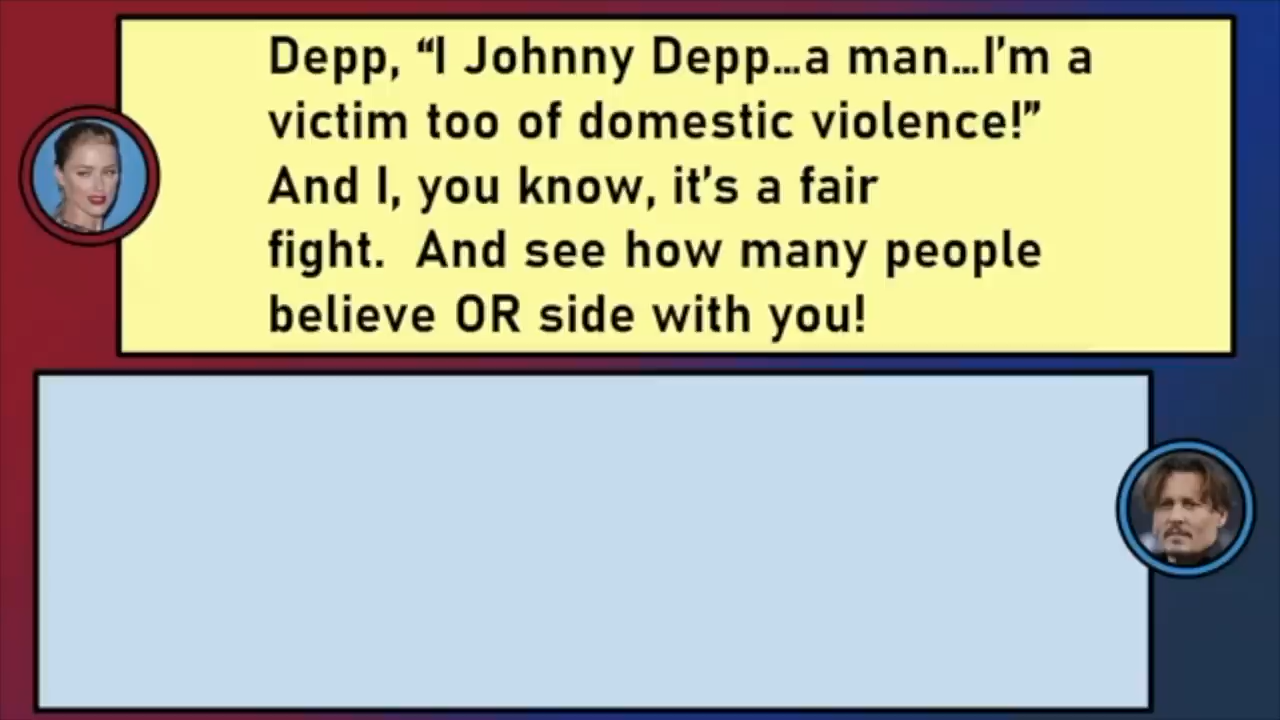 Depp, “I Johnny Depp...a man...I’m a
victim too of domestic violence!”
And I, you know, it’s a fair
fight.  And see how many people
believe OR side with you!